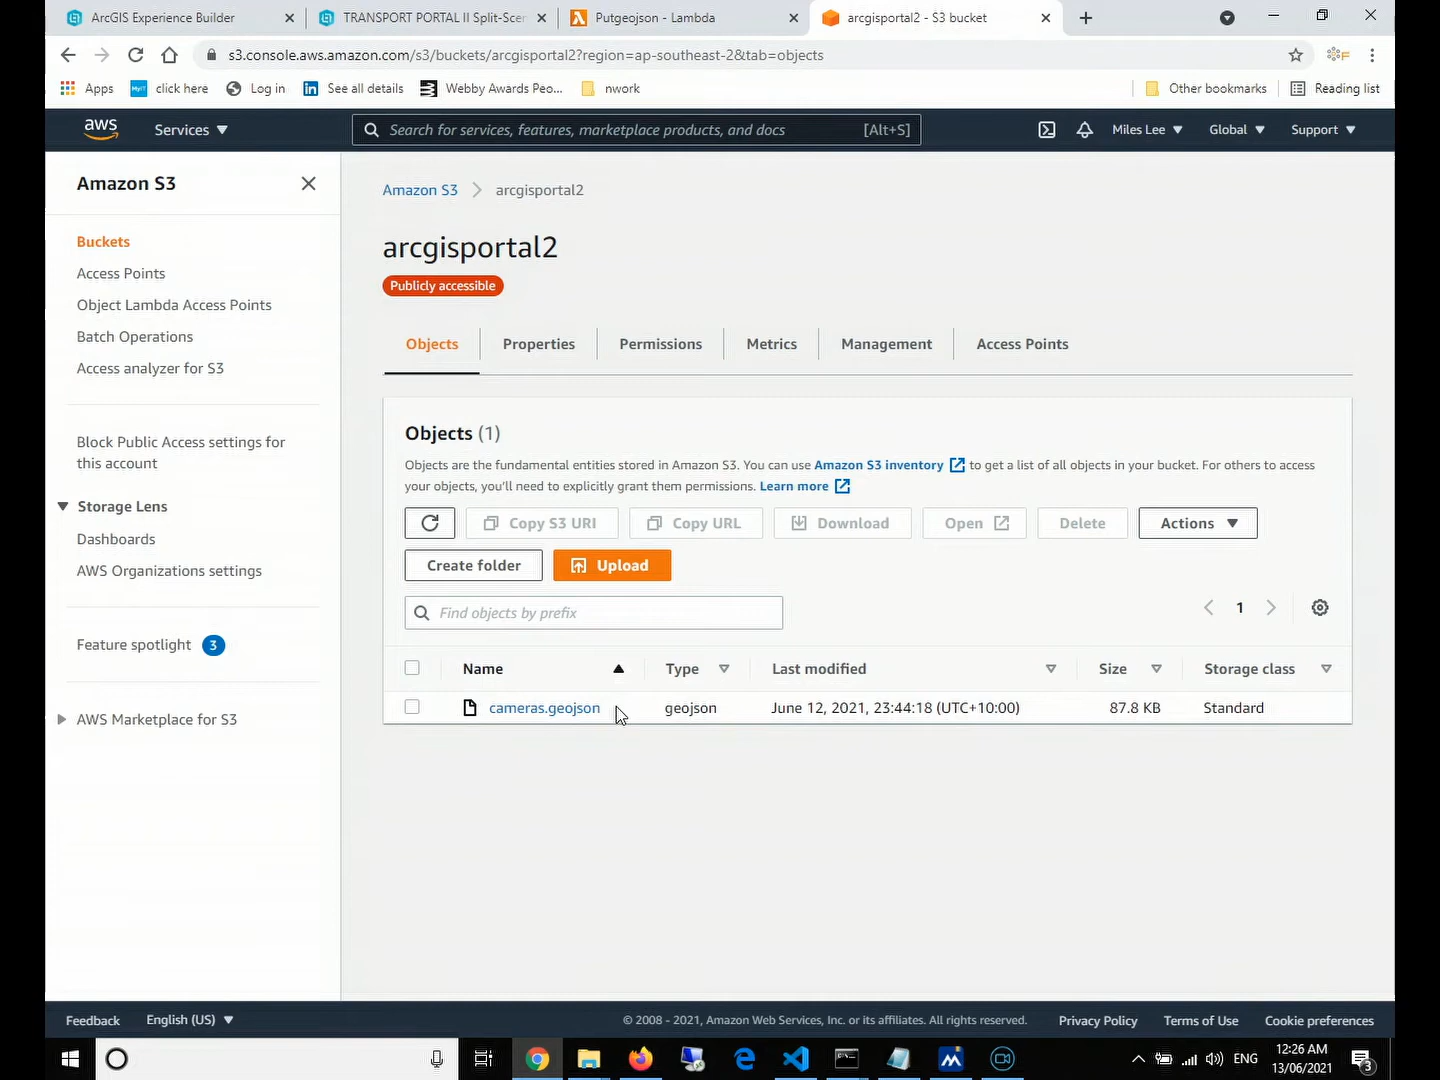 ArcGIS Experience Builder
TRANSPORT PORTAL II Split-Scer
Putgeojson - Lambda
arcgisportal2 - S3 bucket
s3.console.aws.amazon.com/s3/buckets/arcgisportal2?region=ap-southeast-2&tab=objects
Apps
click here
Log in
See all details
Webby Awards Peo...
nwork
Other bookmarks
Reading list
aws
Services
Search for services, features, marketplace products, and docs
[Alt+S]
Miles Lee
Global
Support
Amazon S3
Buckets
Access Points
Object Lambda Access Points
Batch Operations
Access analyzer for S3
Block Public Access settings for
this account
Storage Lens
Dashboards
AWS Organizations settings
Feature spotlight 3
AWS Marketplace for S3
Amazon S3 > arcgisportal2
arcgisportal2
Publicly accessible
Objects
Properties
Permissions
Metrics
Management
Access Points
Objects (1)
Objects are the fundamental entities stored in Amazon S3. You can use Amazon S3 inventory to get a list of all objects in your bucket. For others to access
your objects, you'll need to explicitly grant them permissions. Learn more
Copy S3 URI
Copy URL
Download
Open
Delete
Actions
Create folder
Upload
Find objects by prefix
1
Name
Type
Last modified
Size
Storage class
cameras.geojson
geojson
June 12, 2021, 23:44:18 (UTC+10:00)
87.8 KB
Standard
Feedback
English (US)
© 2008 - 2021, Amazon Web Services, Inc. or its affiliates. All rights reserved.
Privacy Policy
Terms of Use
Cookie preferences
ENG
12:26 AM
13/06/2021
3